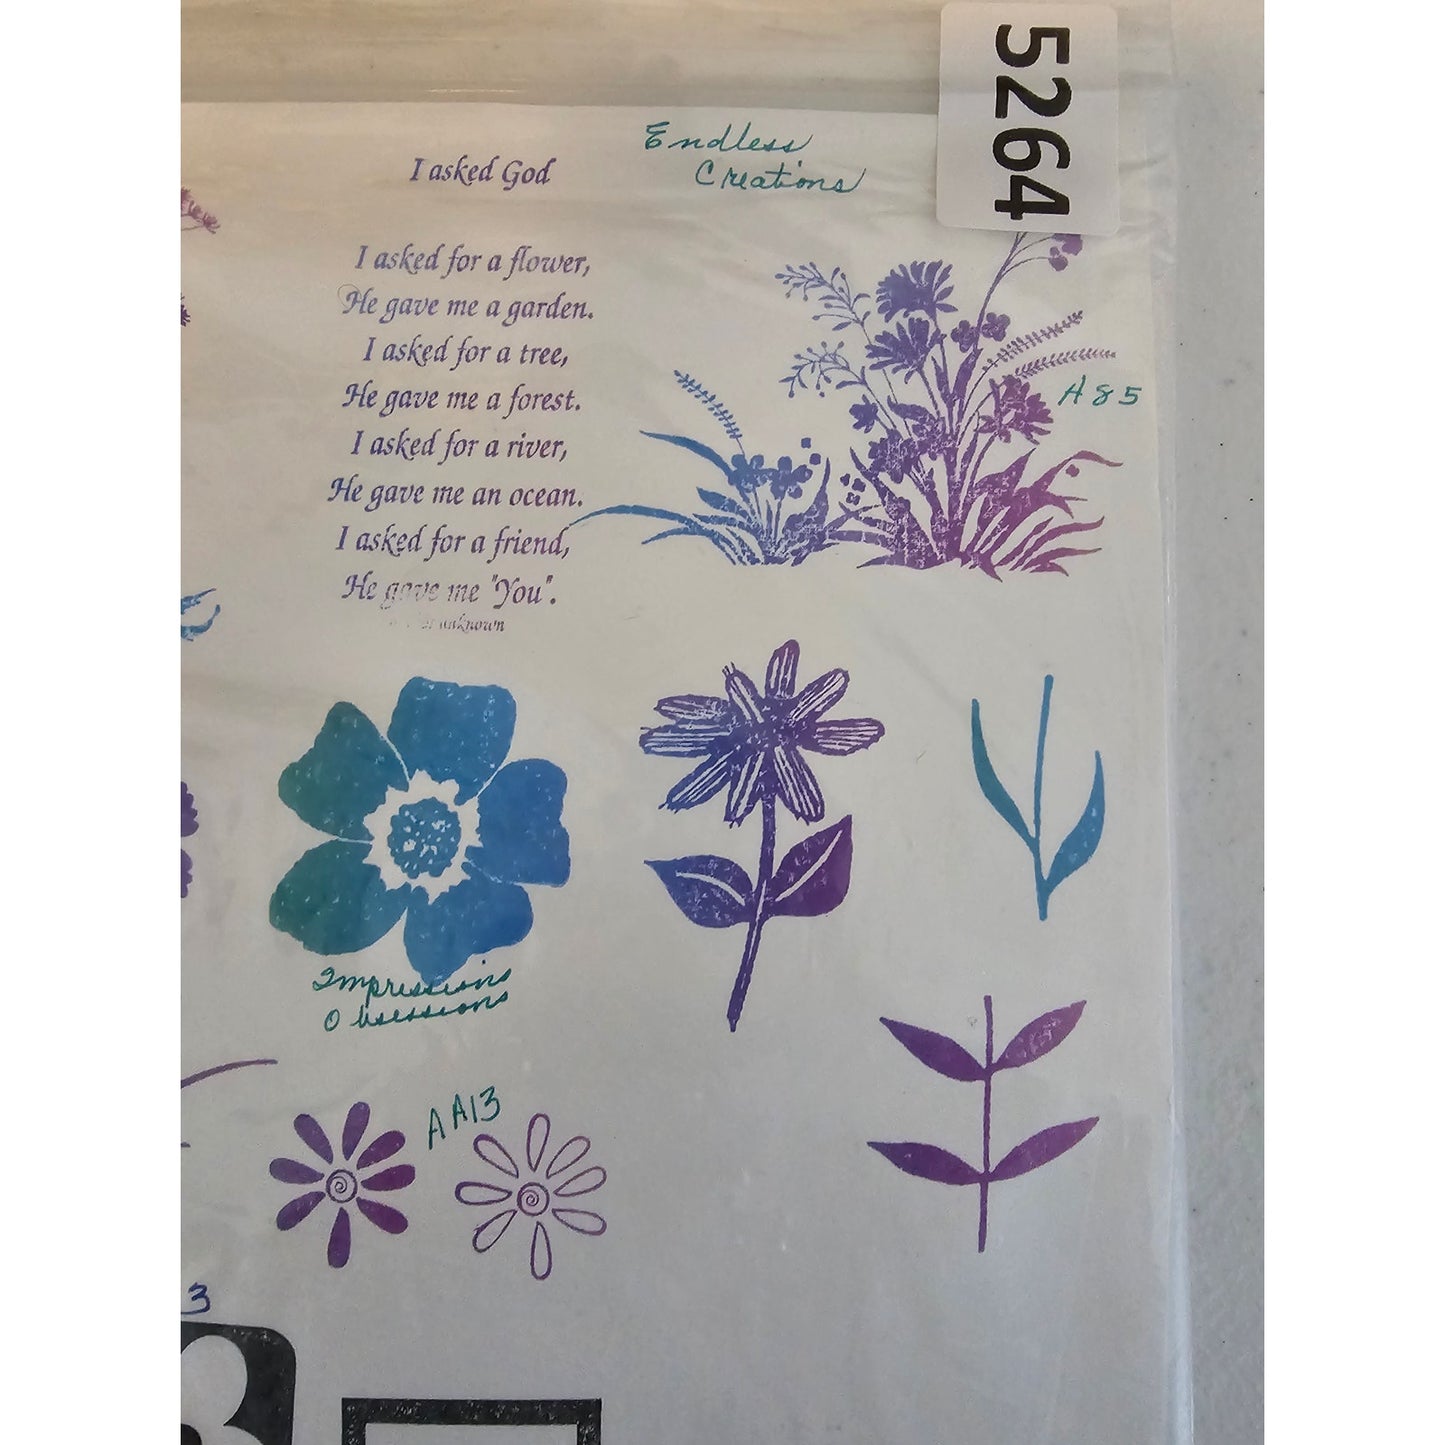 5264
Endless
Creations
I asked God
I asked for a flower,
He gave me a garden.
I asked for a tree,
He gave me a forest.
I asked for a river,
He gave me an ocean.
I asked for a friend,
He gave me "You".
unknown
A85
Impressions
Obsessions
AA13
3